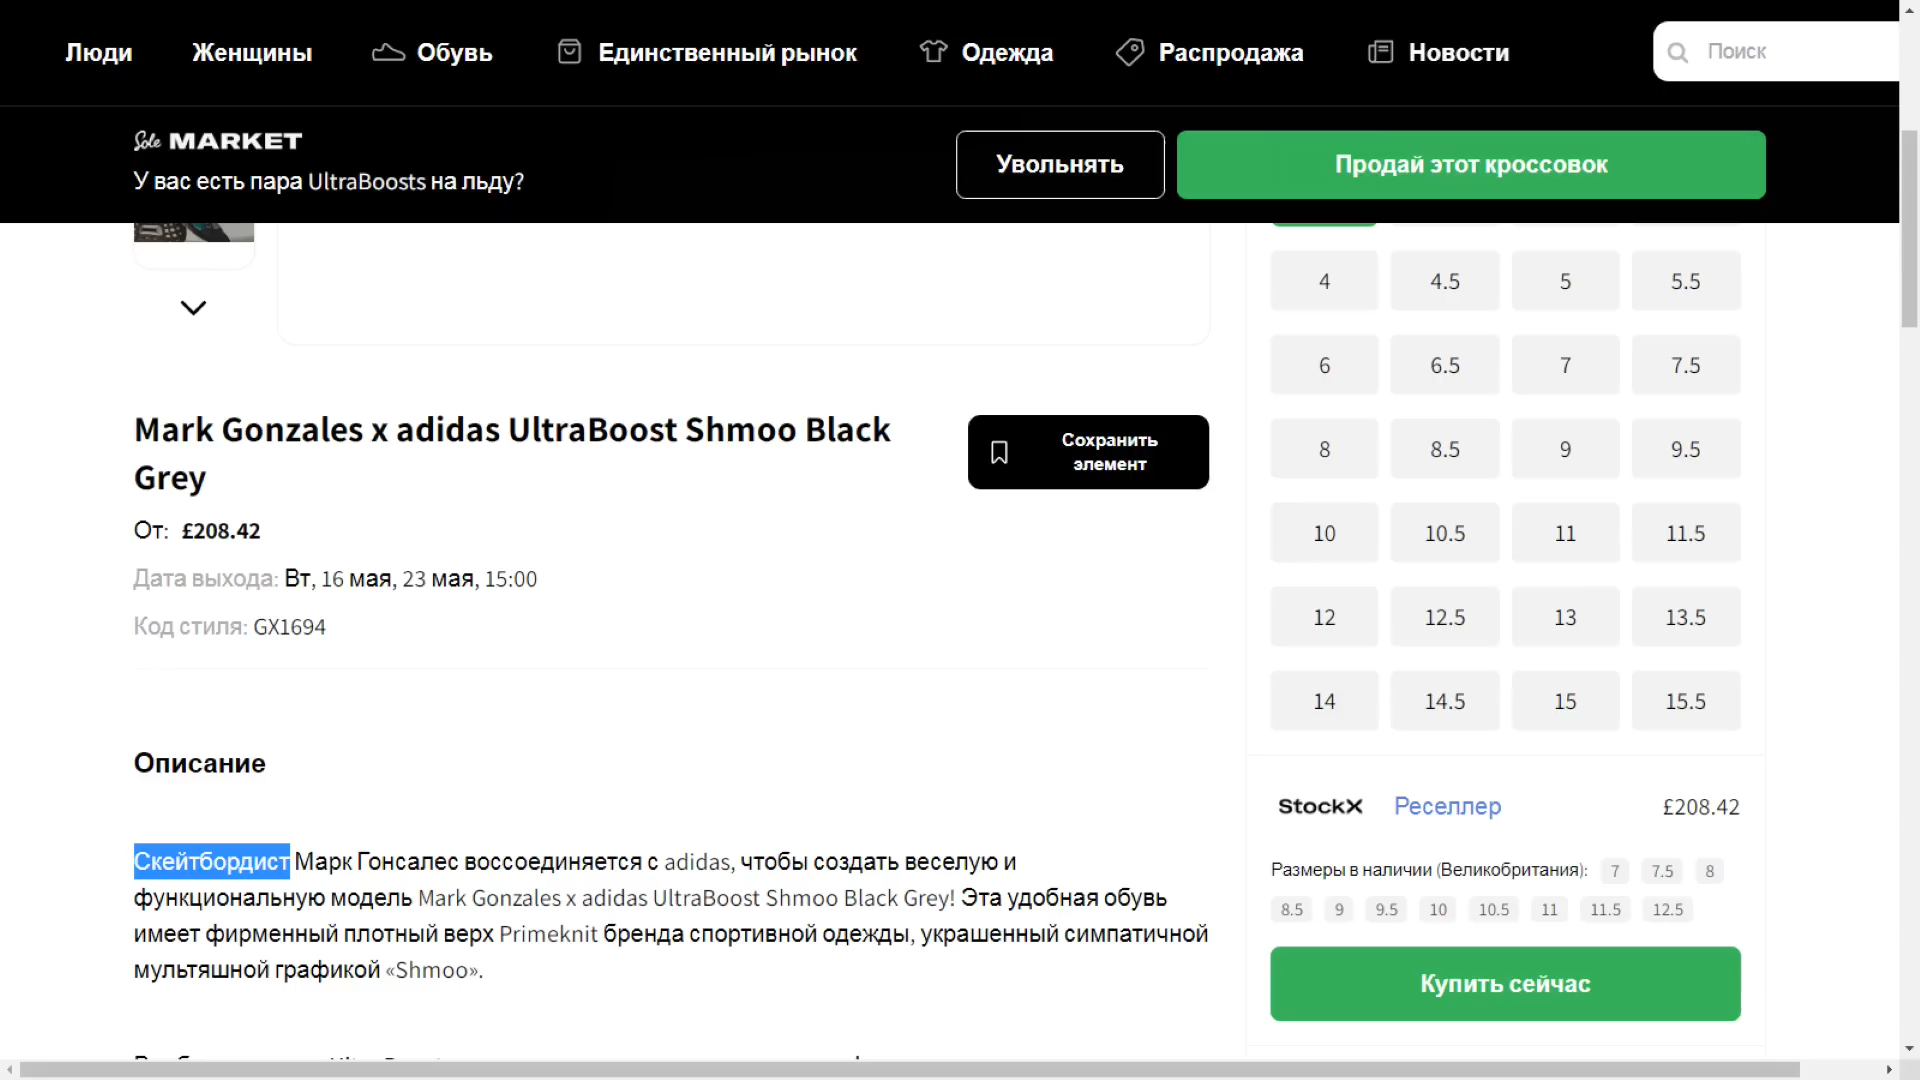 Люди Женщины Обувь Единственный рынок Одежда Распродажа Новости Поиск
Sole MARKET
У вас есть пара UltraBoosts на льду?
Увольнять
Продай этот кроссовок
4 4.5 5 5.5
6 6.5 7 7.5
8 8.5 9 9.5
10 10.5 11 11.5
12 12.5 13 13.5
14 14.5 15 15.5
Mark Gonzales x adidas UltraBoost Shmoo Black
Grey
Сохранить
элемент
От: £208.42
Дата выхода: Вт, 16 мая, 23 мая, 15:00
Код стиля: GX1694
Описание
Скейтбордист Марк Гонсалес воссоединяется с adidas, чтобы создать веселую и
функциональную модель Mark Gonzales x adidas UltraBoost Shmoo Black Grey! Эта удобная обувь
имеет фирменный плотный верх Primeknit бренда спортивной одежды, украшенный симпатичной
мультяшной графикой «Shmoo».
StockX Реселлер £208.42
Размеры в наличии (Великобритания): 7 7.5 8
8.5 9 9.5 10 10.5 11 11.5 12.5
Купить сейчас